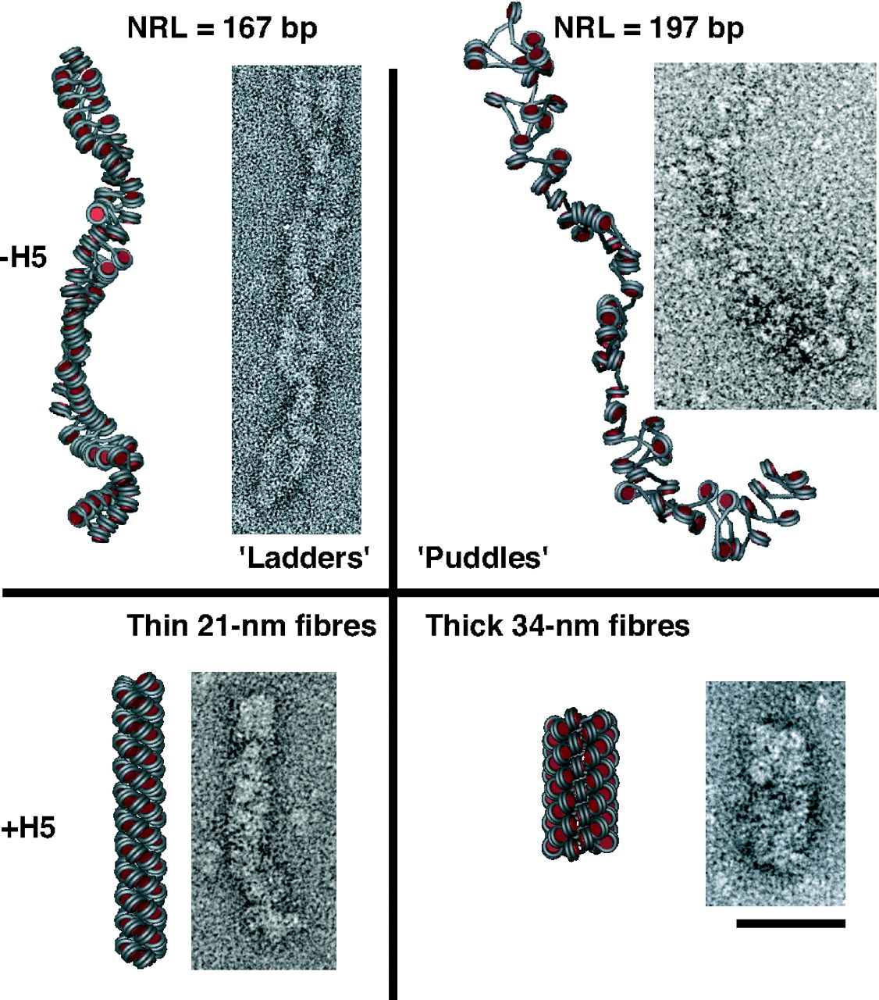 NRL = 167 bp
NRL = 197 bp
-H5
'Ladders'
'Puddles'
Thin 21-nm fibres
Thick 34-nm fibres
+H5